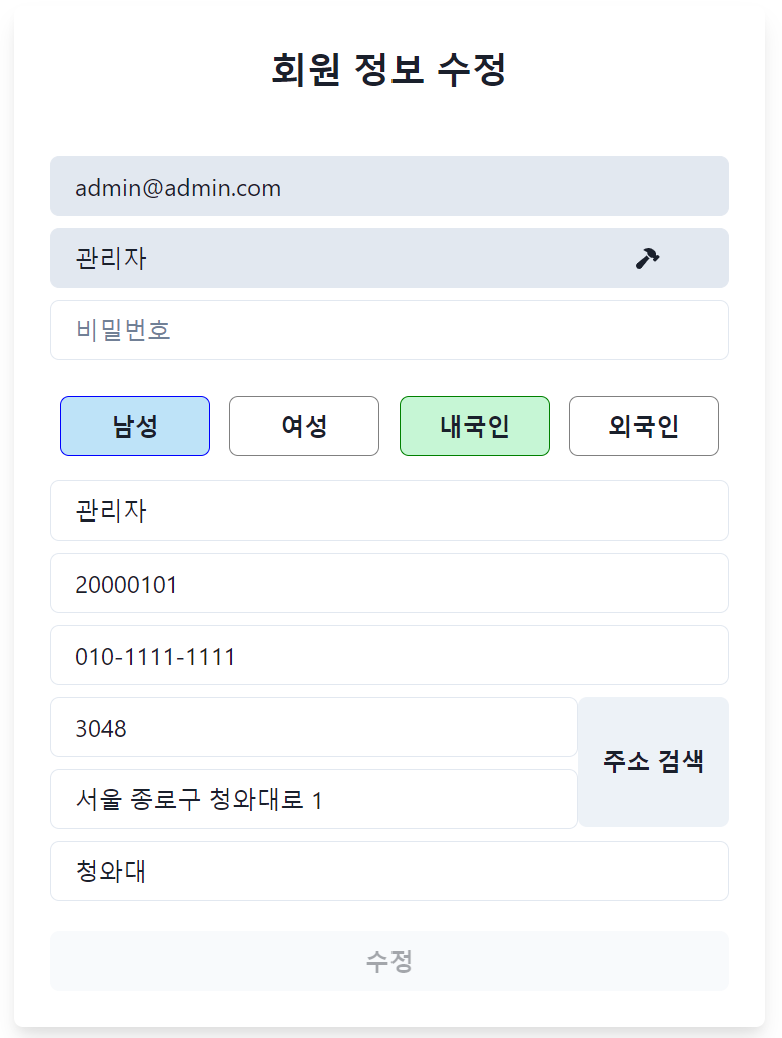 회원 정보 수정
admin@admin.com
관리자
비밀번호
남성 여성 내국인 외국인
관리자
20000101
010-1111-1111
3048
주소 검색
서울 종로구 청와대로 1
청와대
수정